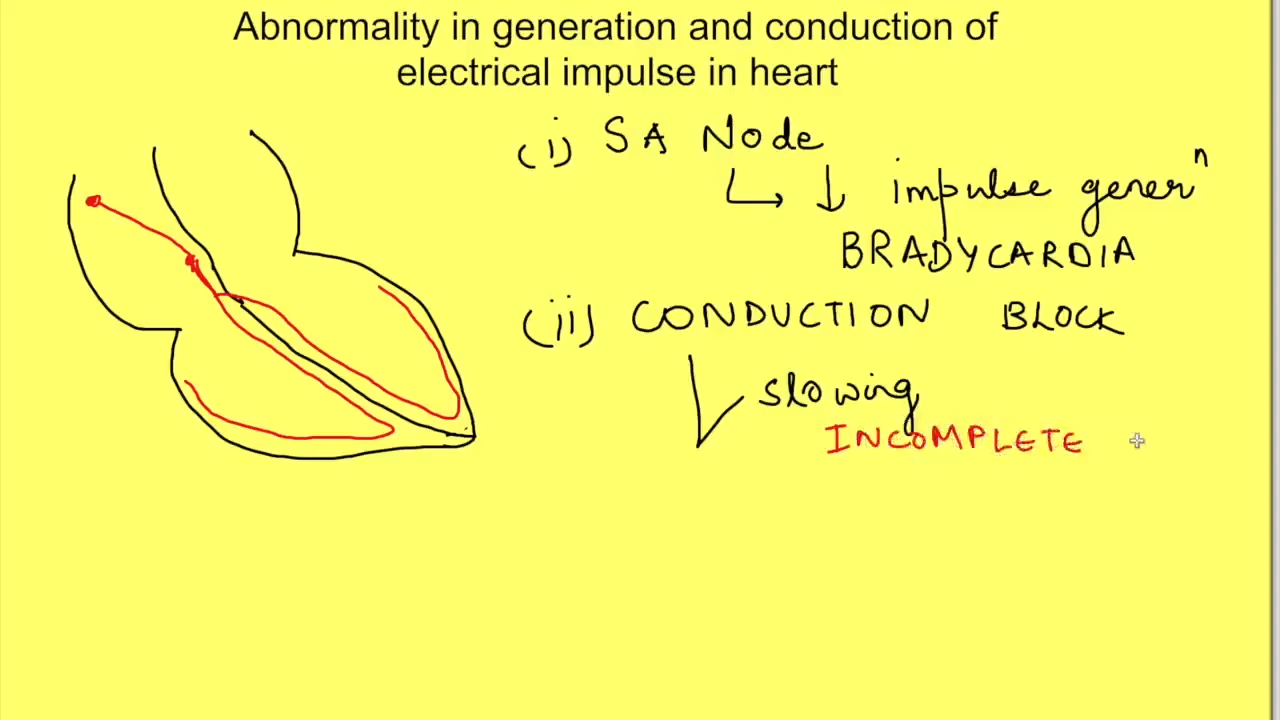 Abnormality in generation and conduction of
electrical impulse in heart
(i) SA Node
↳ ↓ impulse generⁿ
BRADYCARDIA
(ii) CONDUCTION BLOCK
slowing
INCOMPLETE